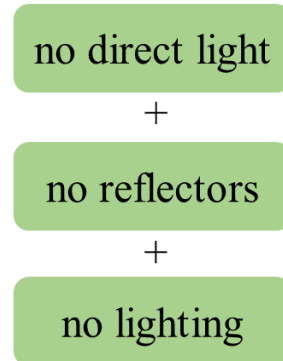 no direct light
+
no reflectors
+
no lighting